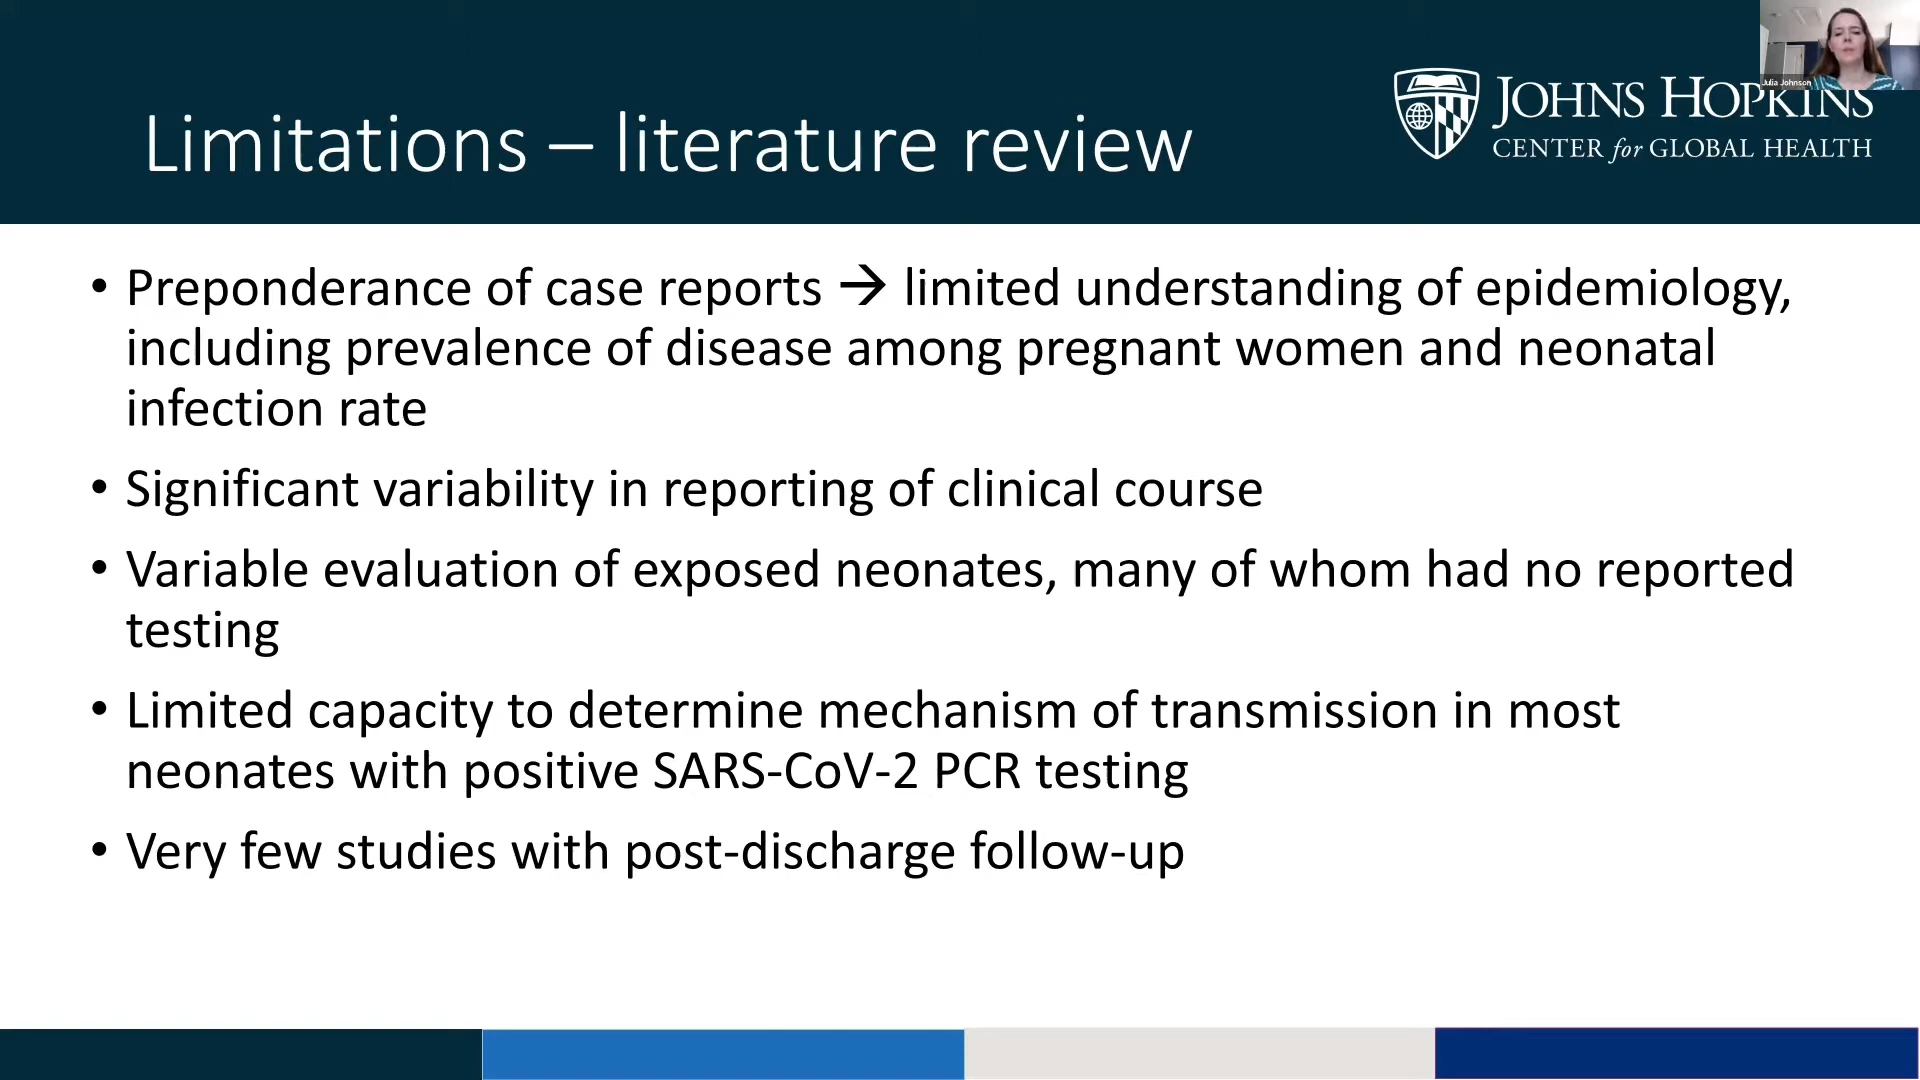 Julia Johnson
JOHNS HOPKINS
CENTER for GLOBAL HEALTH
Limitations – literature review
• Preponderance of case reports → limited understanding of epidemiology,
including prevalence of disease among pregnant women and neonatal
infection rate
• Significant variability in reporting of clinical course
• Variable evaluation of exposed neonates, many of whom had no reported
testing
• Limited capacity to determine mechanism of transmission in most
neonates with positive SARS-CoV-2 PCR testing
• Very few studies with post-discharge follow-up